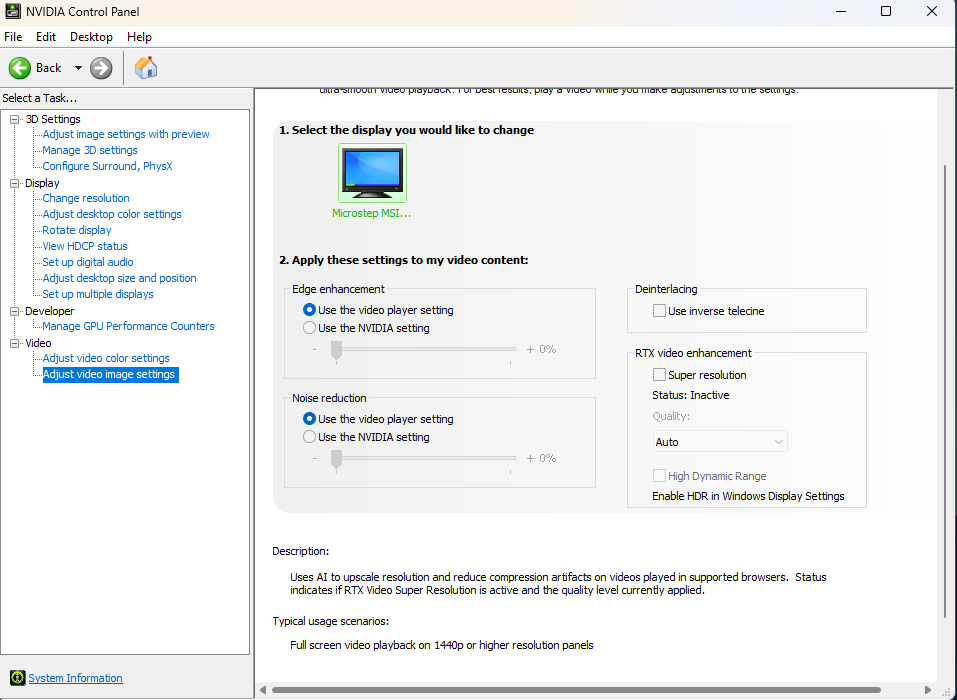 NVIDIA Control Panel
File Edit Desktop Help
Back
Select a Task...
3D Settings
Adjust image settings with preview
Manage 3D settings
Configure Surround, PhysX
Display
Change resolution
Adjust desktop color settings
Rotate display
View HDCP status
Set up digital audio
Adjust desktop size and position
Set up multiple displays
Developer
Manage GPU Performance Counters
Video
Adjust video color settings
Adjust video image settings
System Information
ultra-smooth video playback. For best results, play a video while you make adjustments to the settings.
1. Select the display you would like to change
Microstep MSI...
2. Apply these settings to my video content:
Edge enhancement
Use the video player setting
Use the NVIDIA setting
- + 0%
Noise reduction
Use the video player setting
Use the NVIDIA setting
- + 0%
Deinterlacing
Use inverse telecine
RTX video enhancement
Super resolution
Status: Inactive
Quality:
Auto
High Dynamic Range
Enable HDR in Windows Display Settings
Description:
Uses AI to upscale resolution and reduce compression artifacts on videos played in supported browsers. Status
indicates if RTX Video Super Resolution is active and the quality level currently applied.
Typical usage scenarios:
Full screen video playback on 1440p or higher resolution panels